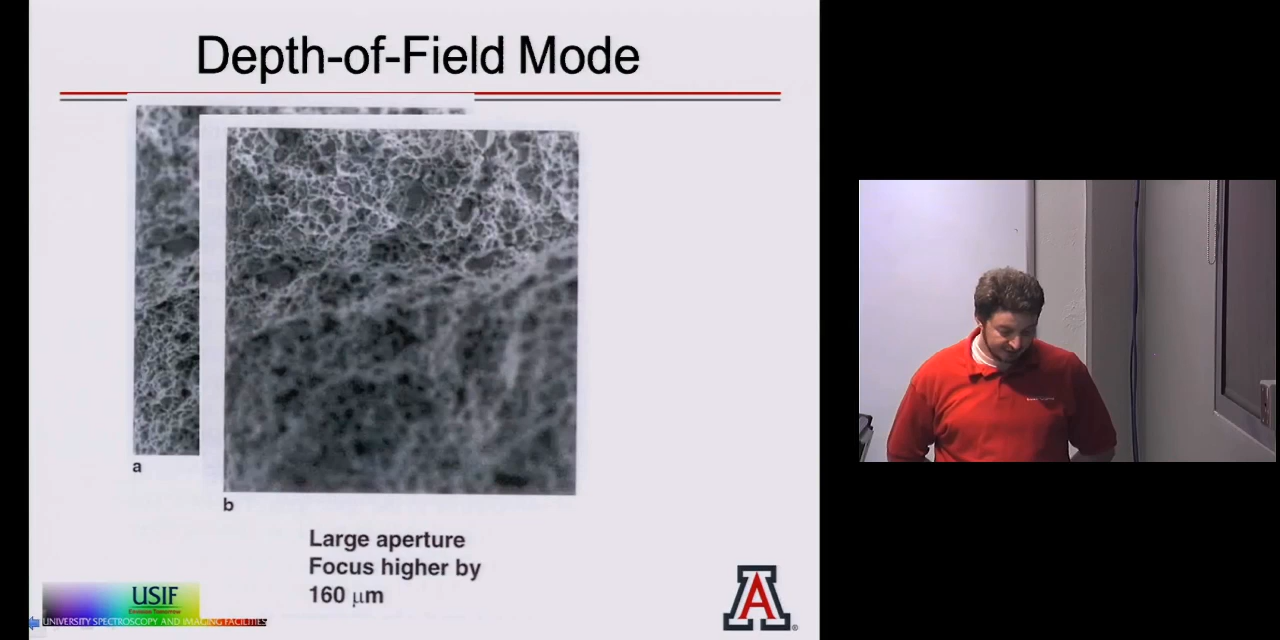 Depth-of-Field Mode
a
b
Large aperture
Focus higher by
160 μm
USIF
UNIVERSITY SPECTROSCOPY AND IMAGING FACILITIES
A